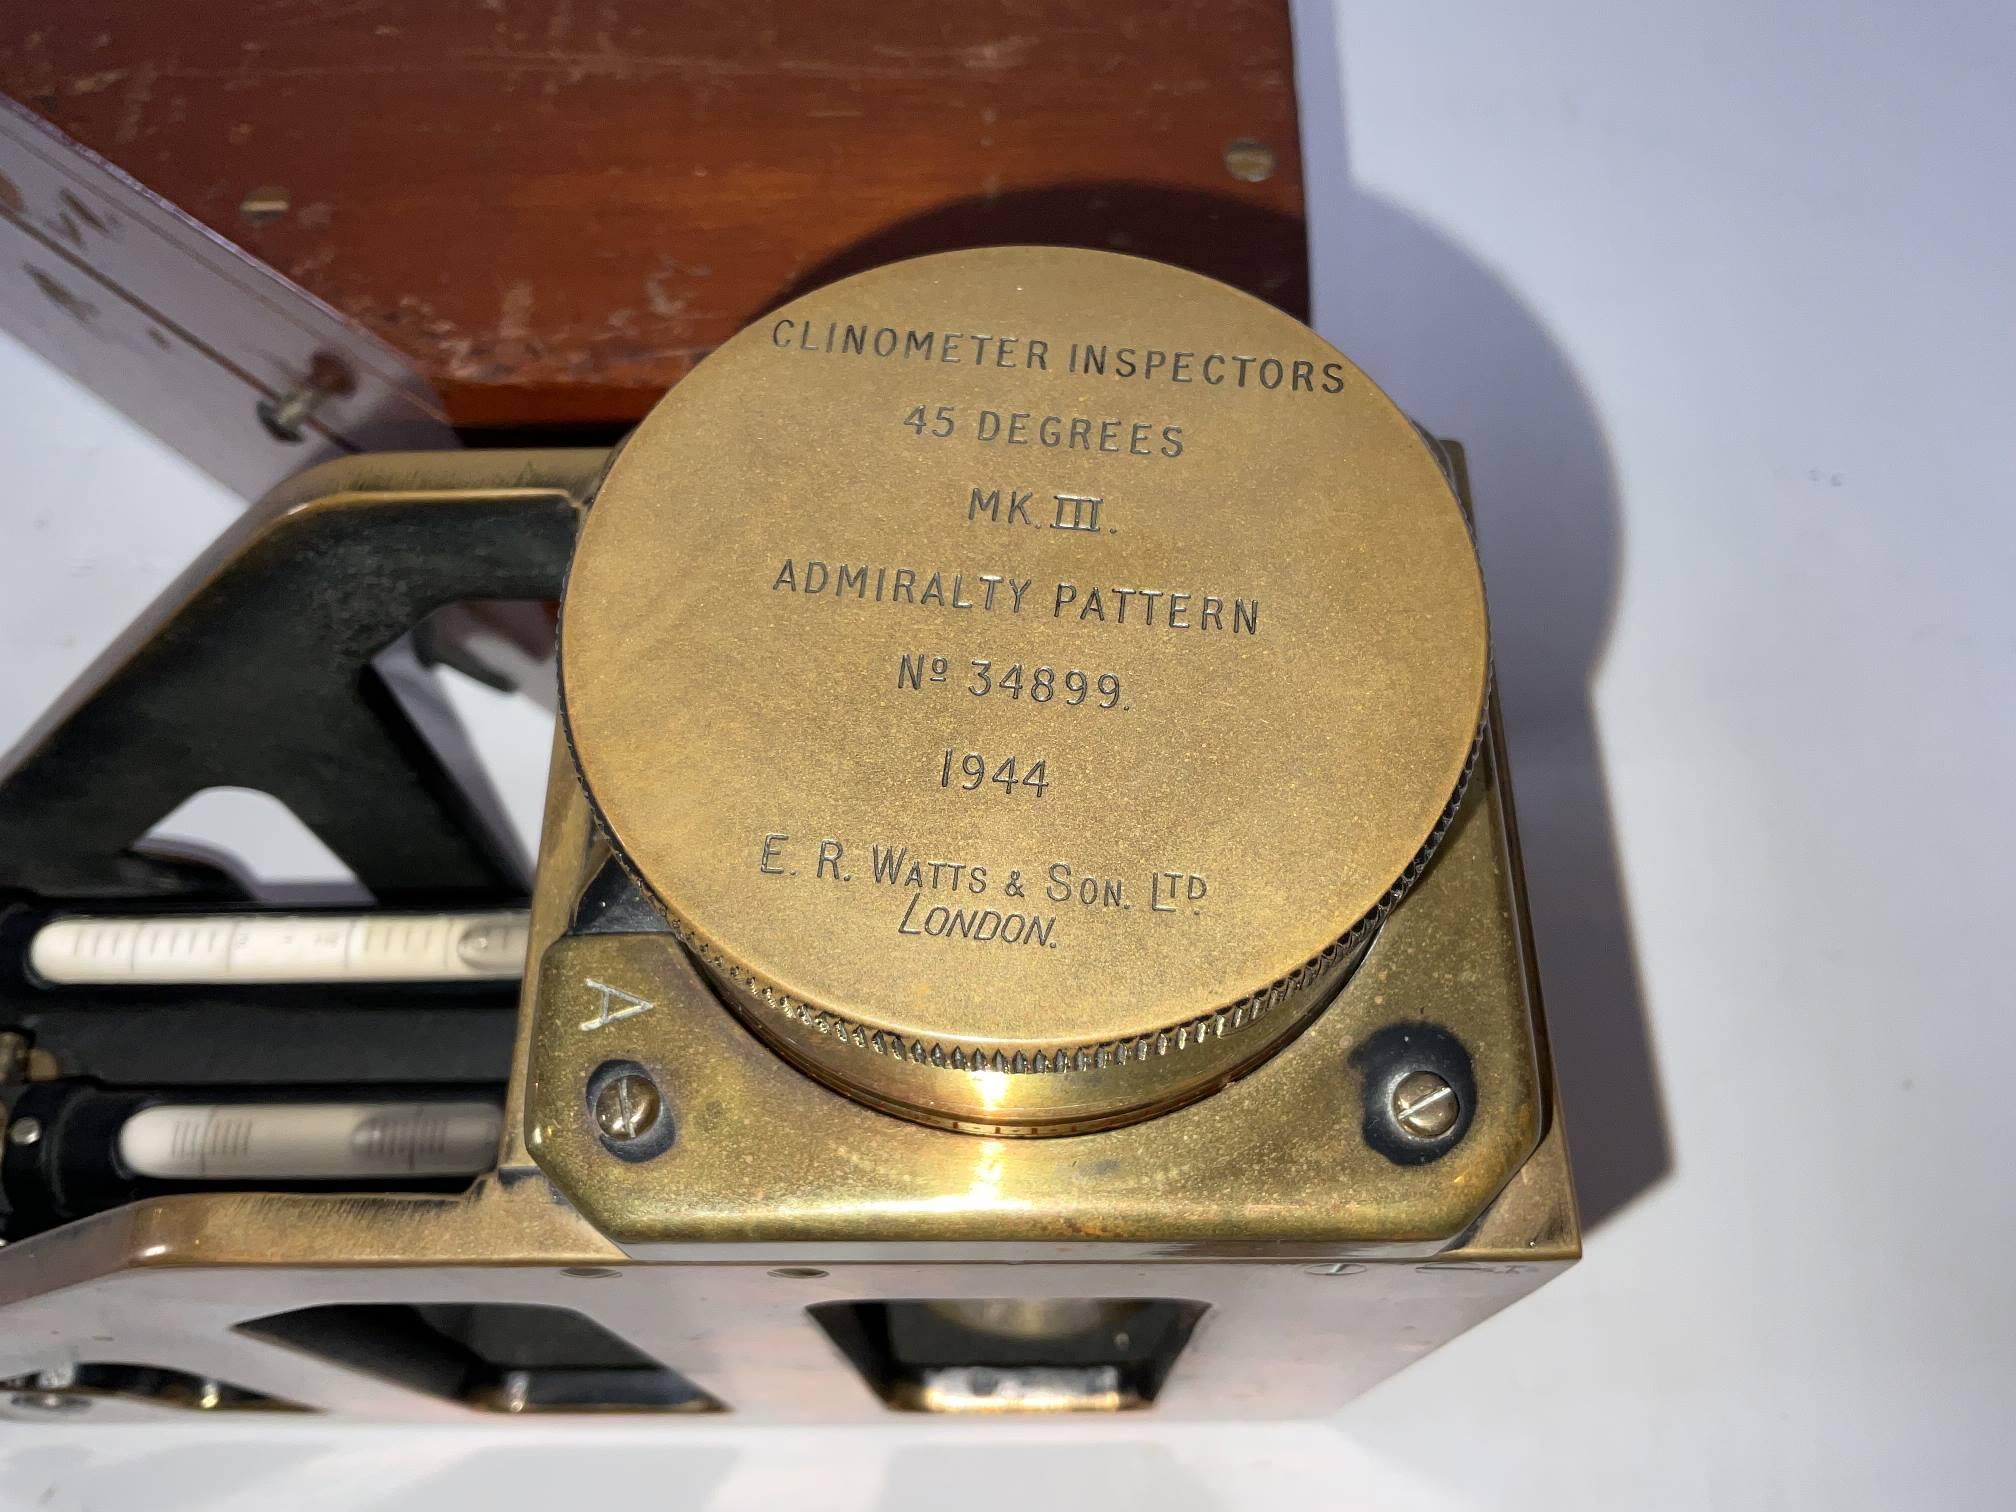 CLINOMETER INSPECTORS
45 DEGREES
MK. III.
ADMIRALTY PATTERN
Nº 34899.
1944
E. R. WATTS & SON. LTD.
LONDON.
A